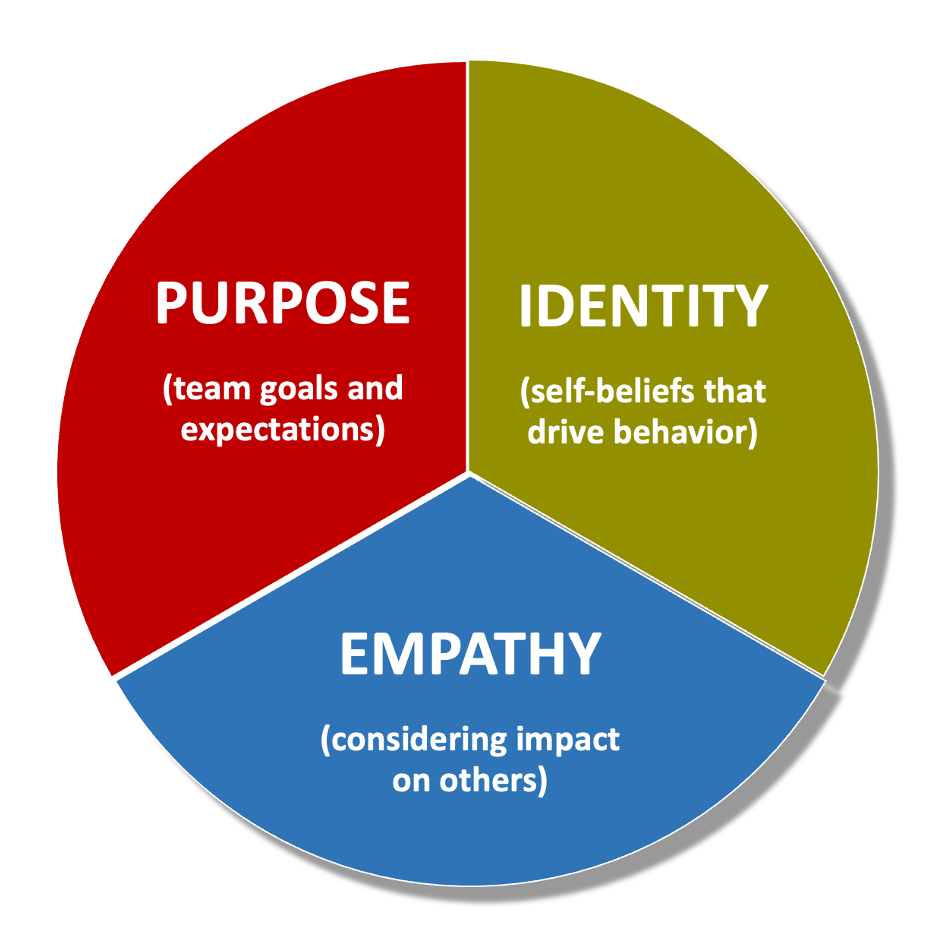 PURPOSE
(team goals and
expectations)
IDENTITY
(self-beliefs that
drive behavior)
EMPATHY
(considering impact
on others)